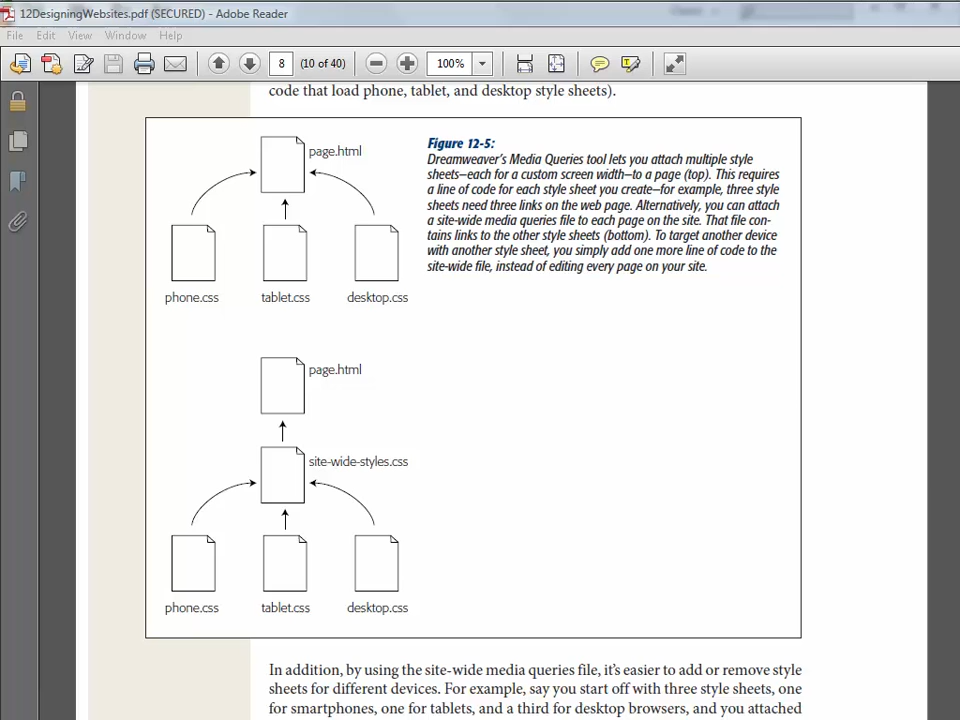 12DesigningWebsites.pdf (SECURED) - Adobe Reader
File Edit View Window Help
8 (10 of 40) 100%
code that load phone, tablet, and desktop style sheets).
page.html
phone.css tablet.css desktop.css
Figure 12-5:
Dreamweaver's Media Queries tool lets you attach multiple style
sheets—each for a custom screen width—to a page (top). This requires
a line of code for each style sheet you create—for example, three style
sheets need three links on the web page. Alternatively, you can attach
a site-wide media queries file to each page on the site. That file con-
tains links to the other style sheets (bottom). To target another device
with another style sheet, you simply add one more line of code to the
site-wide file, instead of editing every page on your site.
page.html
site-wide-styles.css
phone.css tablet.css desktop.css
In addition, by using the site-wide media queries file, it's easier to add or remove style
sheets for different devices. For example, say you start off with three style sheets, one
for smartphones, one for tablets, and a third for desktop browsers, and you attached